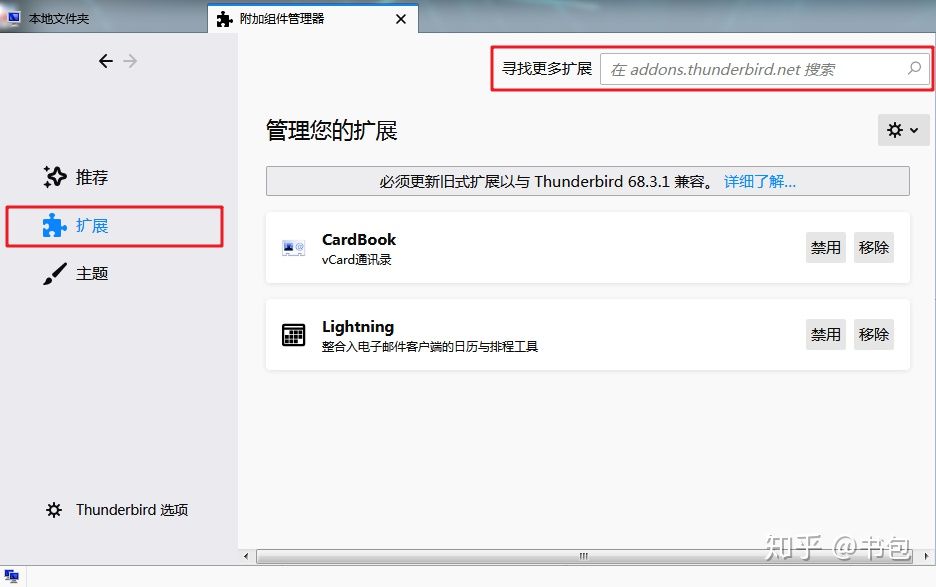 本地文件夹
附加组件管理器
寻找更多扩展
在 addons.thunderbird.net 搜索
管理您的扩展
推荐
扩展
主题
必须更新旧式扩展以与 Thunderbird 68.3.1 兼容。 详细了解...
CardBook
vCard通讯录
禁用 移除
Lightning
整合入电子邮件客户端的日历与排程工具
禁用 移除
Thunderbird 选项
知乎 @书包